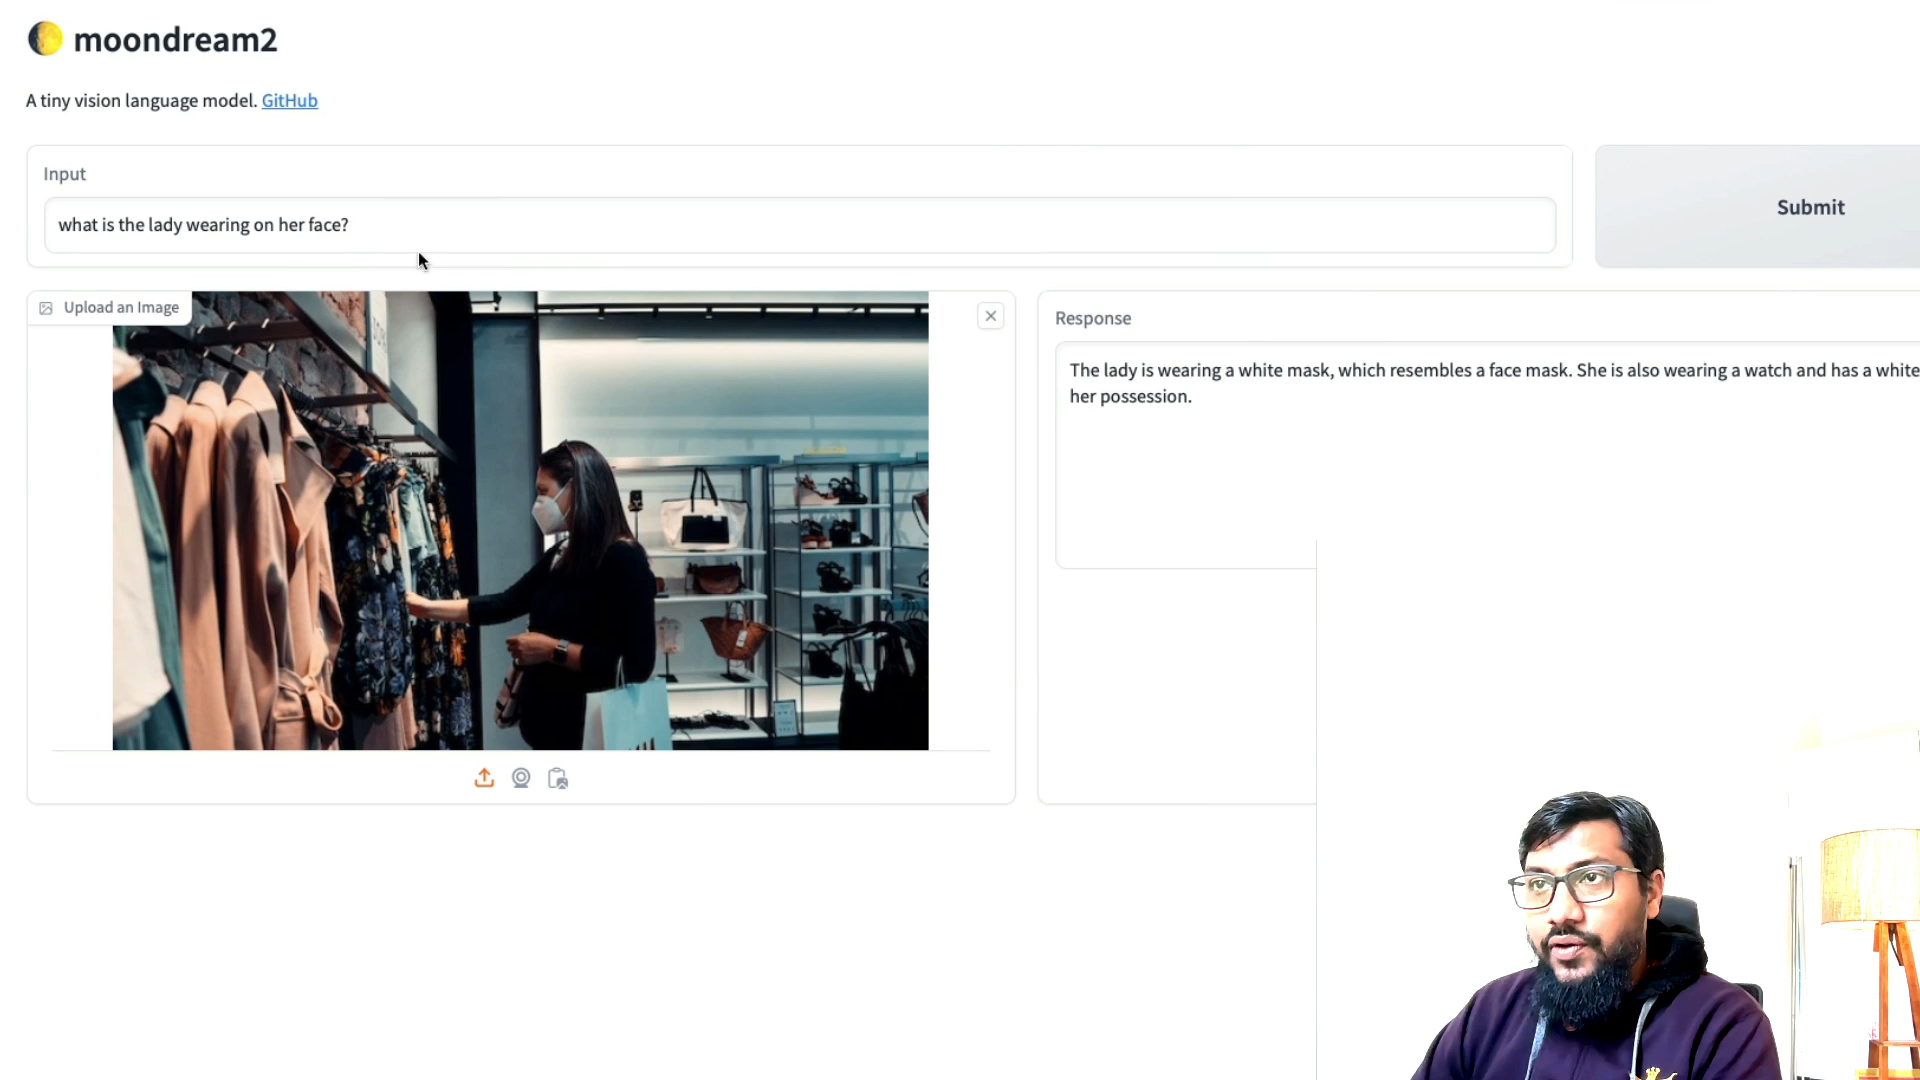 moondream2
A tiny vision language model. GitHub
Input
what is the lady wearing on her face?
Submit
Upload an Image
Response
The lady is wearing a white mask, which resembles a face mask. She is also wearing a watch and has a white
her possession.